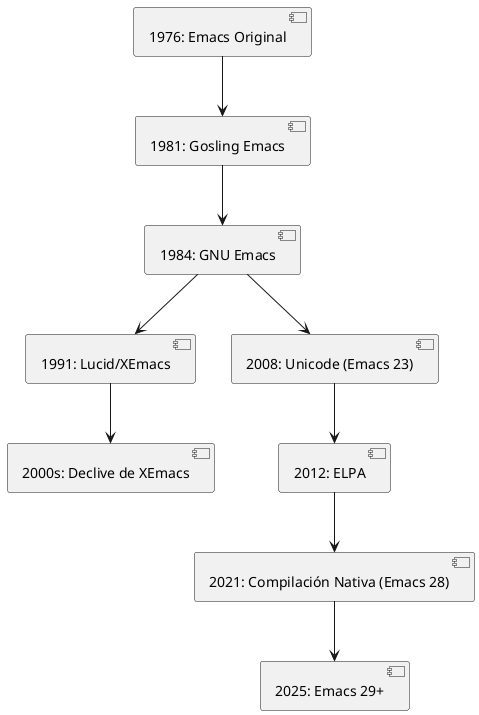 1976: Emacs Original
1981: Gosling Emacs
1984: GNU Emacs
1991: Lucid/XEmacs
2008: Unicode (Emacs 23)
2000s: Declive de XEmacs
2012: ELPA
2021: Compilación Nativa (Emacs 28)
2025: Emacs 29+